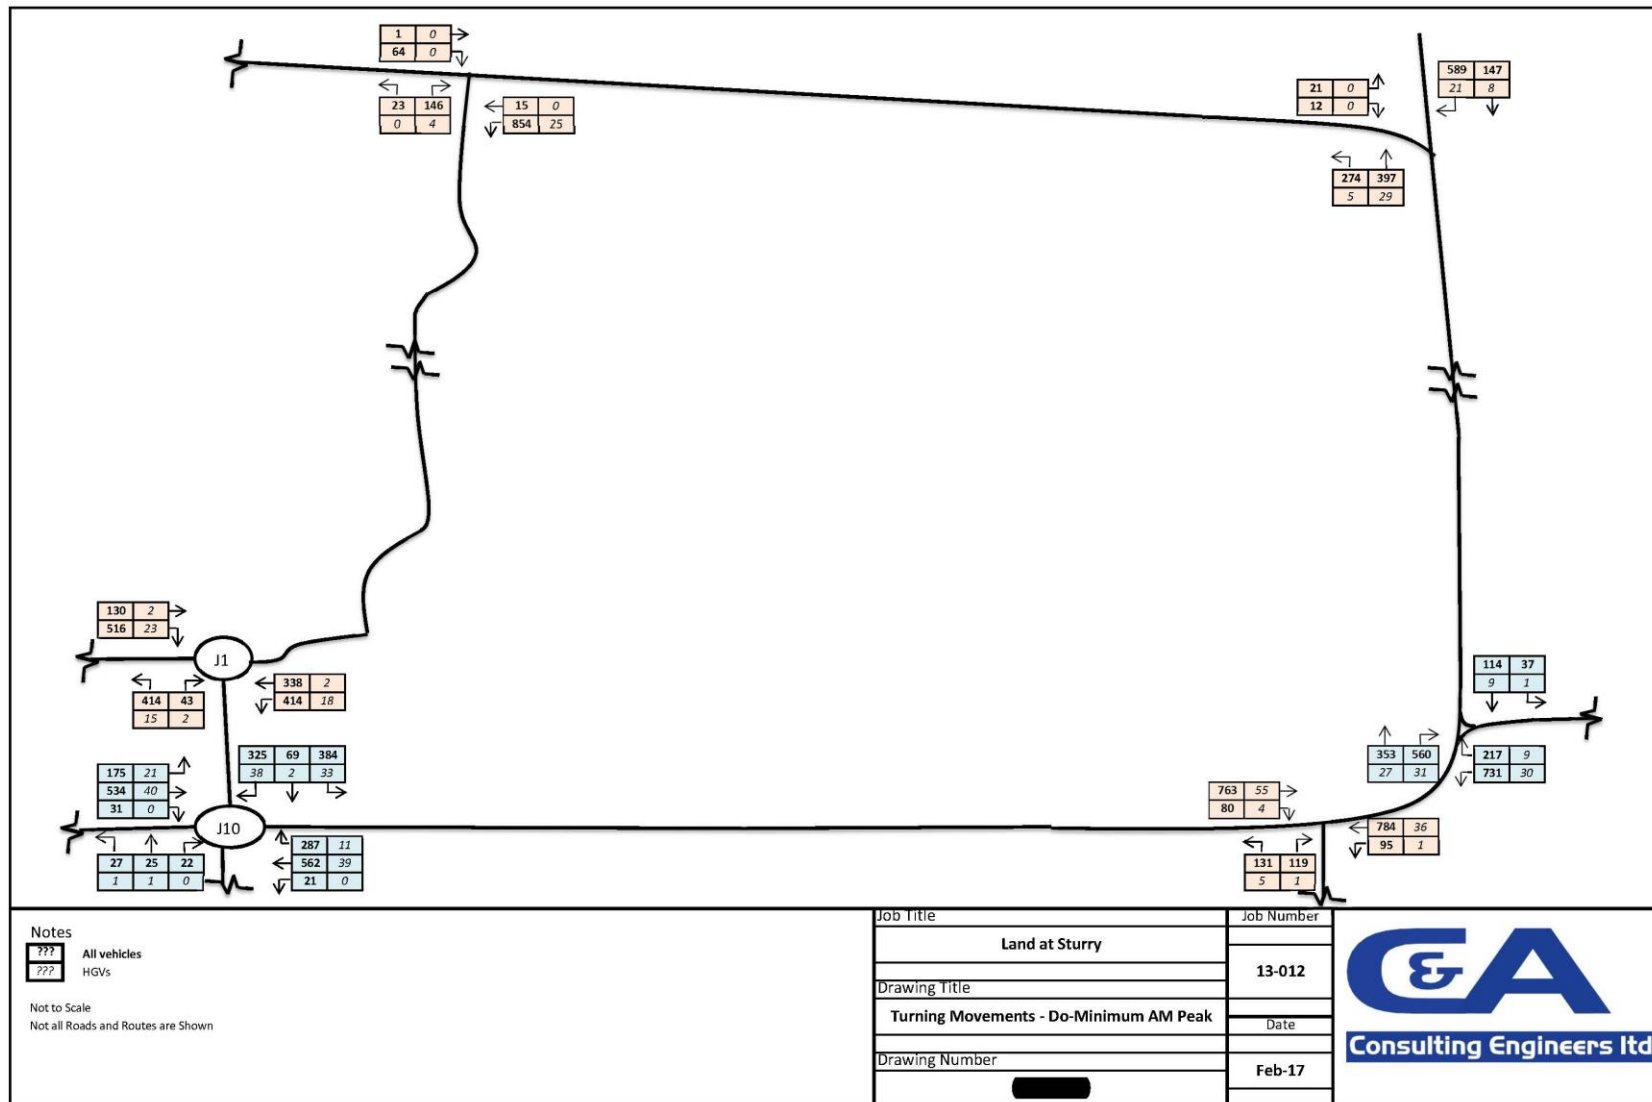 1 0
64 0
23 146
0 4
15 0
854 25
21 0
12 0
589 147
21 8
274 397
5 29
130 2
516 23
J1
338 2
414 18
414 43
15 2
114 37
9 1
353 560
27 31
217 9
731 30
325 69 384
38 2 33
175 21
534 40
31 0
J10
27 25 22
1 1 0
287 11
562 39
21 0
763 55
80 4
784 36
95 1
131 119
5 1
Notes
??? All vehicles
??? HGVs
Not to Scale
Not all Roads and Routes are Shown
Job Title
Land at Sturry
Drawing Title
Turning Movements - Do-Minimum AM Peak
Drawing Number
Job Number
13-012
Date
Feb-17
C&A
Consulting Engineers ltd